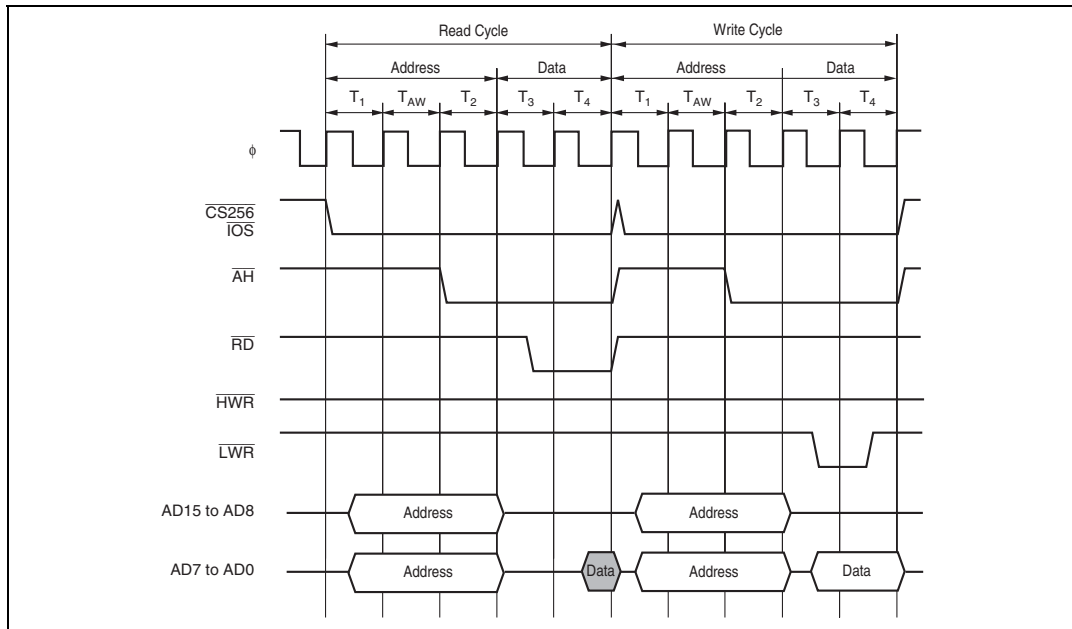 Read Cycle Write Cycle
Address Data Address Data
T1 TAW T2 T3 T4 T1 TAW T2 T3 T4
ϕ
CS256
IOS
AH
RD
HWR
LWR
AD15 to AD8 Address Address
AD7 to AD0 Address Data Address Data